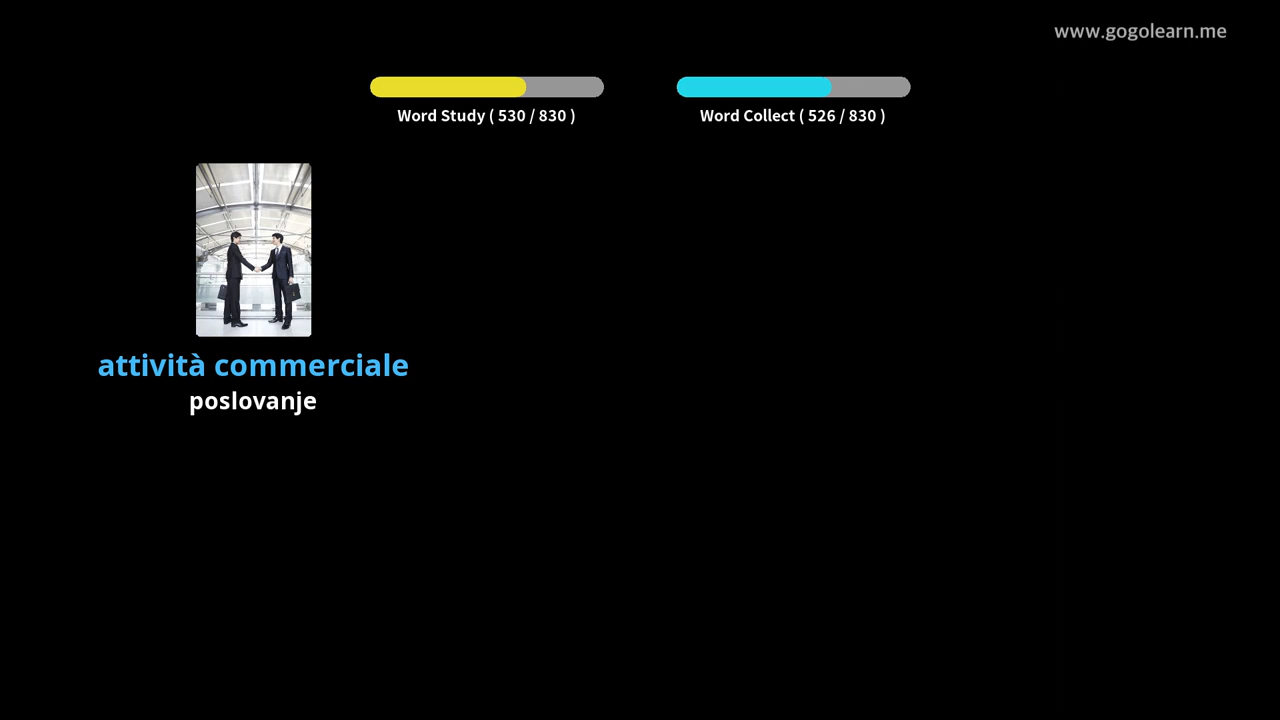 www.gogolearn.me
Word Study ( 530 / 830 )
Word Collect ( 526 / 830 )
attività commerciale
poslovanje